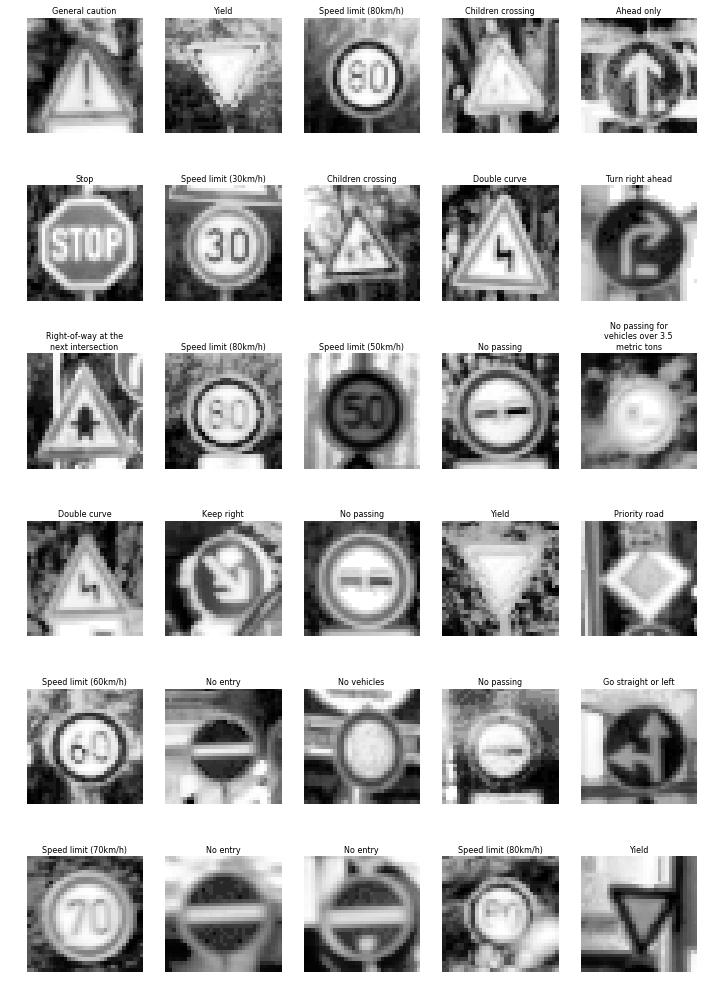 General caution
Yield
Speed limit (80km/h)
Children crossing
Ahead only
80
Stop
Speed limit (30km/h)
Children crossing
Double curve
Turn right ahead
STOP
30
Right-of-way at the
next intersection
Speed limit (80km/h)
Speed limit (50km/h)
No passing
No passing for
vehicles over 3.5
metric tons
80
50
Double curve
Keep right
No passing
Yield
Priority road
Speed limit (60km/h)
No entry
No vehicles
No passing
Go straight or left
60
Speed limit (70km/h)
No entry
No entry
Speed limit (80km/h)
Yield
70